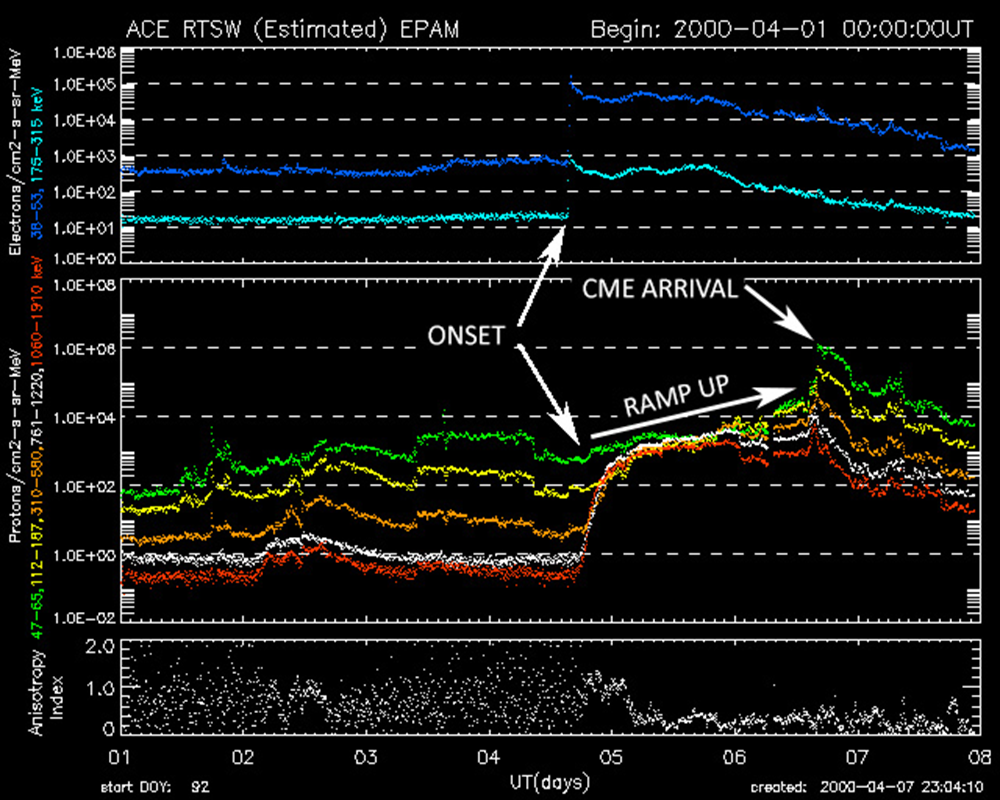 ACE RTSW (Estimated) EPAM
Begin: 2000-04-01 00:00:00UT
Electrons/cm2-s-sr-MeV
38-53, 175-315 keV
1.0E+06
1.0E+05
1.0E+04
1.0E+03
1.0E+02
1.0E+01
1.0E+00
Protons/cm2-s-sr-MeV
47-65,112-187,310-580,761-1220,1060-1910 keV
1.0E+08
1.0E+06
1.0E+04
1.0E+02
1.0E+00
1.0E-02
ONSET
CME ARRIVAL
RAMP UP
Anisotropy
Index
2.0
1.0
0
01 02 03 04 05 06 07 08
UT(days)
start DOY: 92
created: 2000-04-07 23:04:10